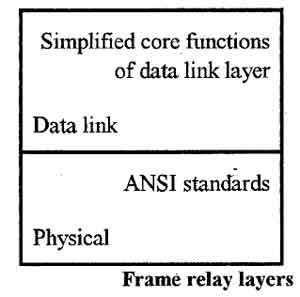 Simplified core functions
of data link layer
Data link
ANSI standards
Physical
Frame relay layers